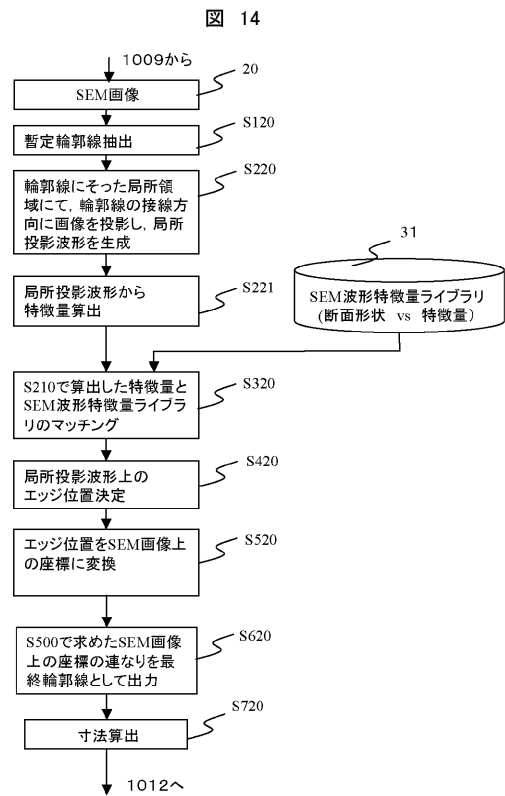 図 14
1009から
SEM画像
20
暫定輪郭線抽出
S120
輪郭線にそった局所領
域にて，輪郭線の接線方
向に画像を投影し，局所
投影波形を生成
S220
局所投影波形から
特徴量算出
S221
31
SEM波形特徴量ライブラリ
(断面形状 vs 特徴量)
S210で算出した特徴量と
SEM波形特徴量ライブラ
リのマッチング
S320
局所投影波形上の
エッジ位置決定
S420
エッジ位置をSEM画像上
の座標に変換
S520
S500で求めたSEM画像
上の座標の連なりを最
終輪郭線として出力
S620
寸法算出
S720
1012へ